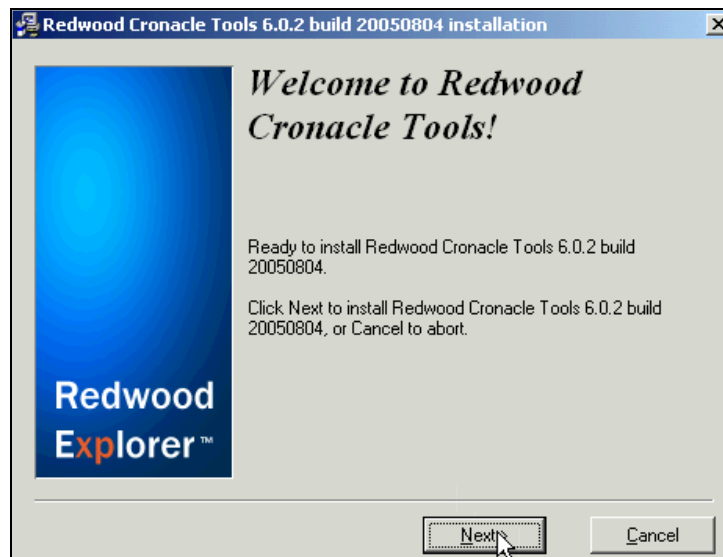 Redwood Cronacle Tools 6.0.2 build 20050804 installation
Welcome to Redwood
Cronacle Tools!
Ready to install Redwood Cronacle Tools 6.0.2 build
20050804.
Click Next to install Redwood Cronacle Tools 6.0.2 build
20050804, or Cancel to abort.
Redwood
Explorer™
Next
Cancel